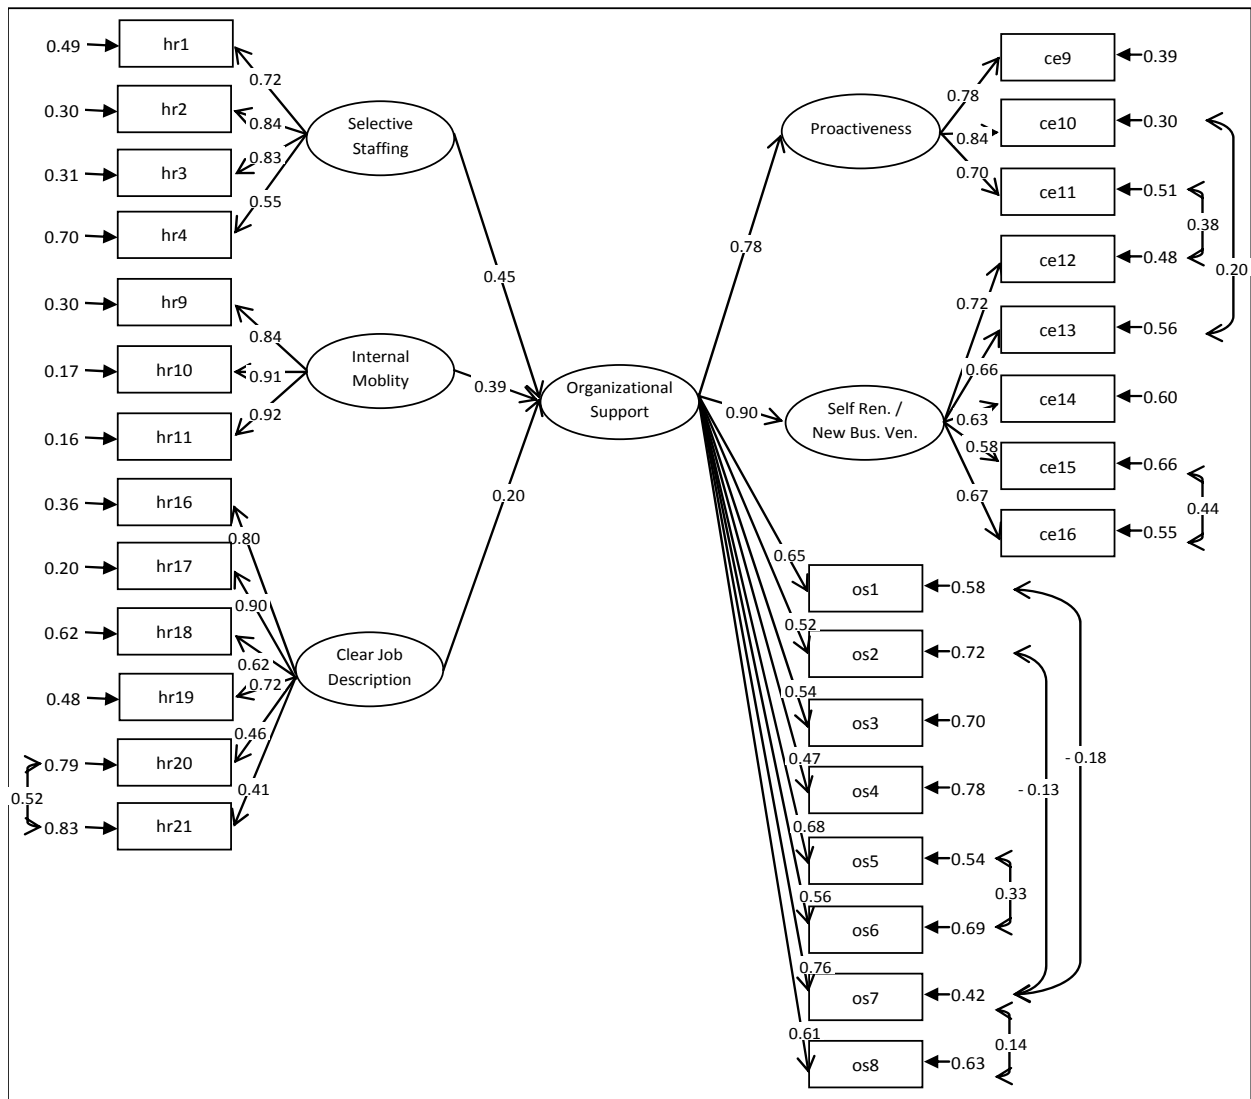 0.49
hr1
0.72
0.30
hr2
0.84
0.31
hr3
0.83
0.70
hr4
0.55
Selective
Staffing
0.45
0.30
hr9
0.84
0.17
hr10
0.91
0.16
hr11
0.92
Internal
Moblity
0.39
0.36
hr16
0.80
0.20
hr17
0.90
0.62
hr18
0.62
0.48
hr19
0.72
0.79
hr20
0.46
0.83
hr21
0.41
0.52
Clear Job
Description
0.20
Organizational
Support
0.78
Proactiveness
0.78
ce9
0.39
0.84
ce10
0.30
0.70
ce11
0.51
0.38
0.20
0.90
Self Ren. /
New Bus. Ven.
0.72
ce12
0.48
0.66
ce13
0.56
0.63
ce14
0.60
0.58
ce15
0.66
0.67
ce16
0.55
0.44
0.65
os1
0.58
0.52
os2
0.72
0.54
os3
0.70
0.47
os4
0.78
0.68
os5
0.54
0.56
os6
0.69
0.76
os7
0.42
0.61
os8
0.63
- 0.18
- 0.13
0.33
0.14